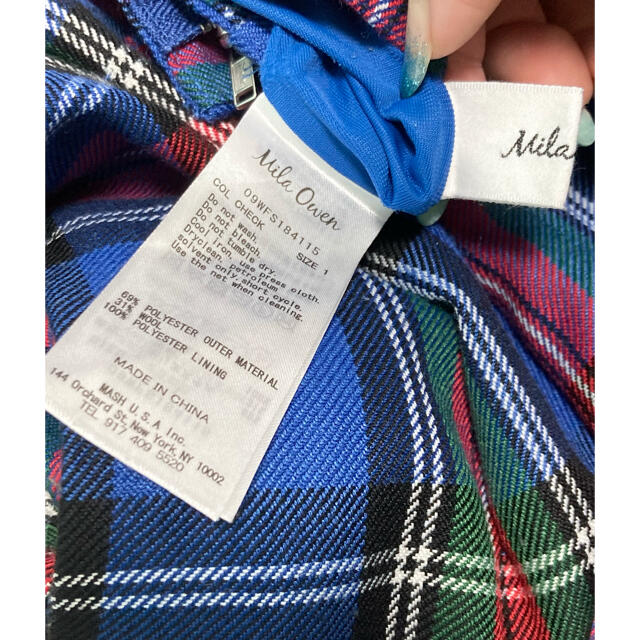 Mila
Mila Owen
09WFS184115
COL CHECK SIZE 1
Do not wash.
Do not bleach.
Do not tumble dry.
Cool iron. use press cloth.
Dryclean. petroleum
solvent only.short cycle.
Use the net when cleaning.
69% POLYESTER OUTER MATERIAL
31% WOOL
100% POLYESTER LINING
MADE IN CHINA
MASH U.S.A Inc.
144 Orchard St. New York, NY 10002
TEL 917 409 5520